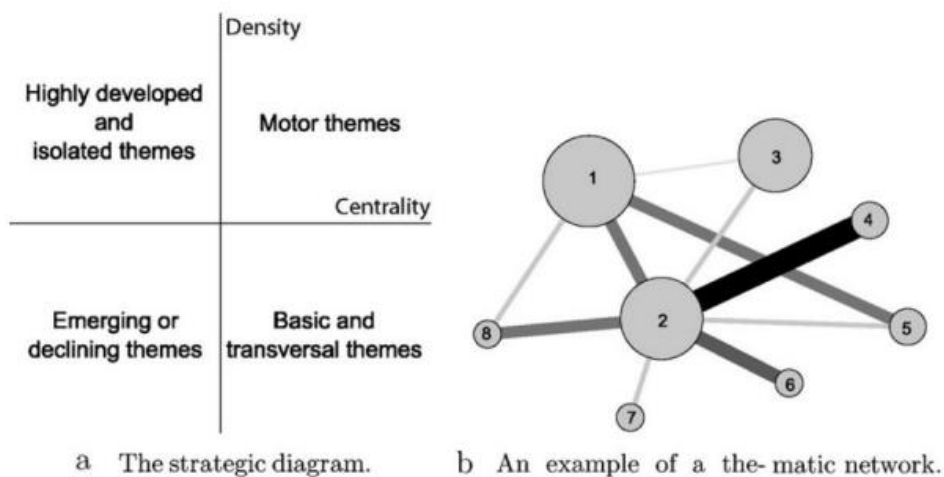 Density
Highly developed
and
isolated themes
Motor themes
Centrality
Emerging or
declining themes
Basic and
transversal themes
1
3
4
2
5
8
6
7
a The strategic diagram.
b An example of a the- matic network.